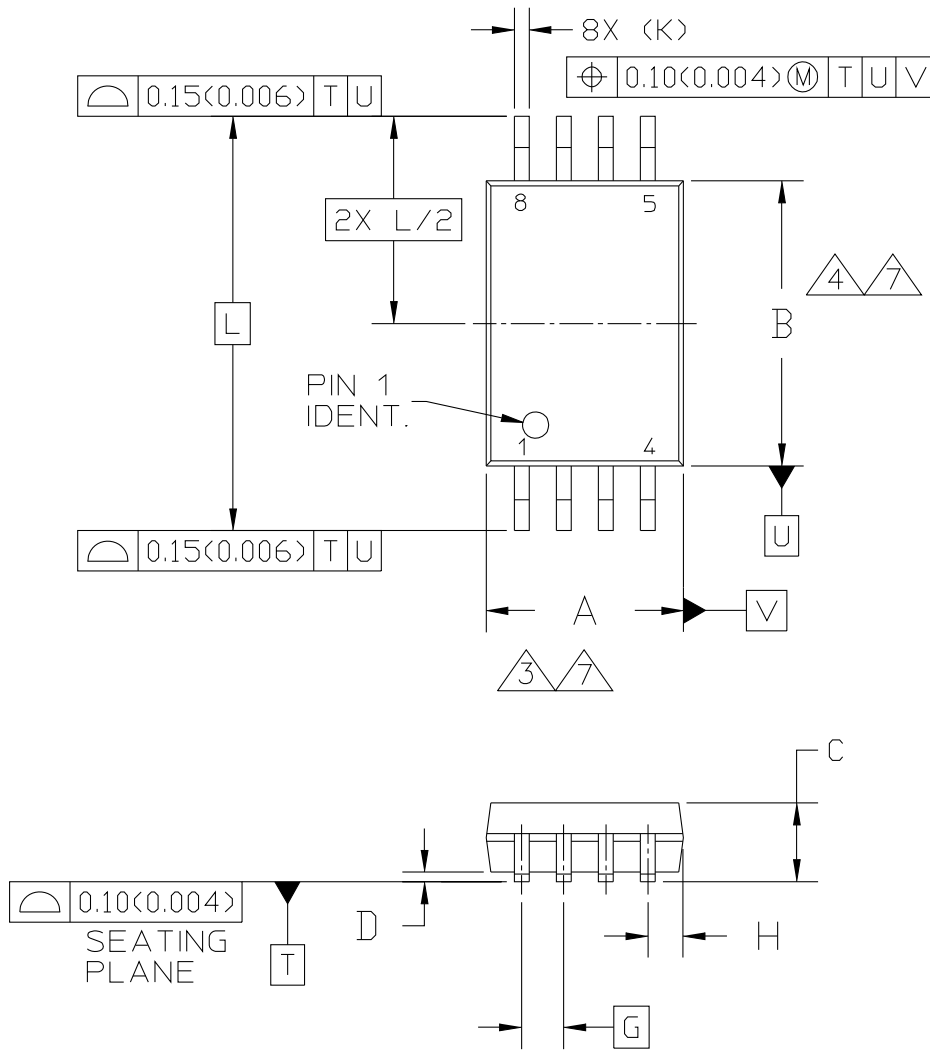 8X (K)
⌖ 0.10(0.004) Ⓜ T U V
⌓ 0.15(0.006) T U
8 5
2X L/2
4 7
L
B
PIN 1
IDENT.
1 4
U
⌓ 0.15(0.006) T U
A
V
3 7
C
⌓ 0.10(0.004)
SEATING
PLANE
T
D
H
G